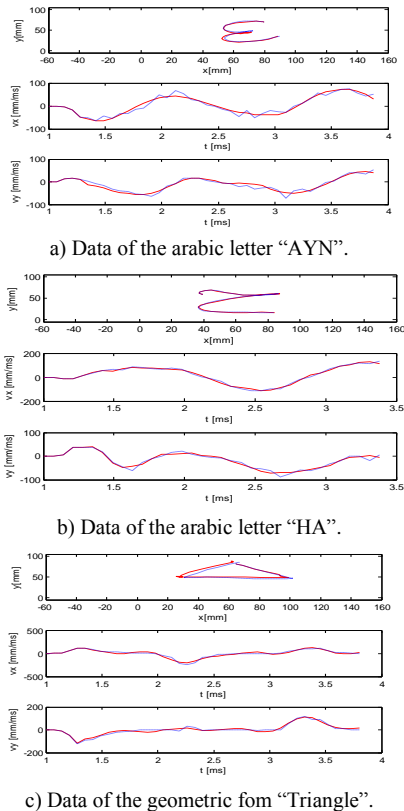 100
50
0
y[mm]
-60 -40 -20 0 20 40 60 80 100 120 140 160
x[mm]
100
0
-100
vx [mm/ms]
1 1.5 2 2.5 3 3.5 4
t [ms]
100
0
-100
vy [mm/ms]
1 1.5 2 2.5 3 3.5 4
t [ms]
a) Data of the arabic letter “AYN”.
100
50
0
y[mm]
-60 -40 -20 0 20 40 60 80 100 120 140 160
x[mm]
200
0
-200
vx [mm/ms]
1 1.5 2 2.5 3 3.5
t [ms]
100
0
-100
vy [mm/ms]
1 1.5 2 2.5 3 3.5
t [ms]
b) Data of the arabic letter “HA”.
100
50
0
y[mm]
-60 -40 -20 0 20 40 60 80 100 120 140 160
x[mm]
500
0
-500
vx [mm/ms]
1 1.5 2 2.5 3 3.5 4
t [ms]
200
0
-200
vy [mm/ms]
1 1.5 2 2.5 3 3.5 4
t [ms]
c) Data of the geometric fom “Triangle”.